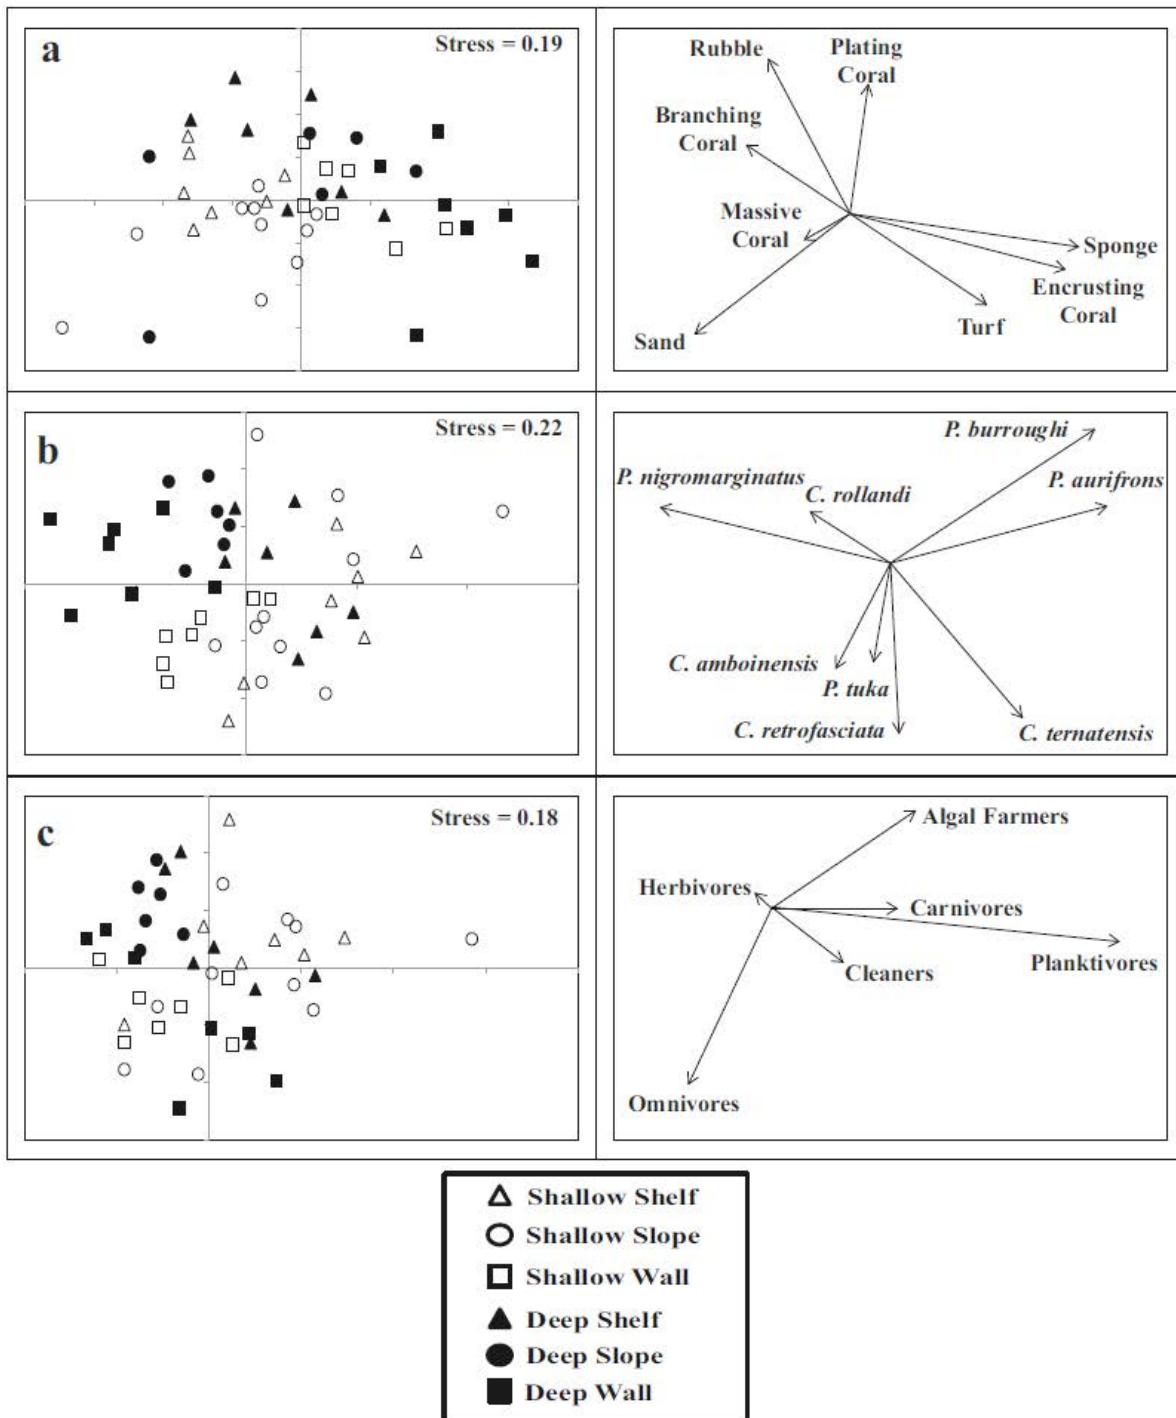 a
Stress = 0.19
Rubble
Plating
Coral
Branching
Coral
Massive
Coral
Sponge
Encrusting
Coral
Turf
Sand
b
Stress = 0.22
P. burroughi
P. nigromarginatus
C. rollandi
P. aurifrons
C. amboinensis
P. tuka
C. retrofasciata
C. ternatensis
c
Stress = 0.18
Algal Farmers
Herbivores
Carnivores
Planktivores
Cleaners
Omnivores
Shallow Shelf
Shallow Slope
Shallow Wall
Deep Shelf
Deep Slope
Deep Wall